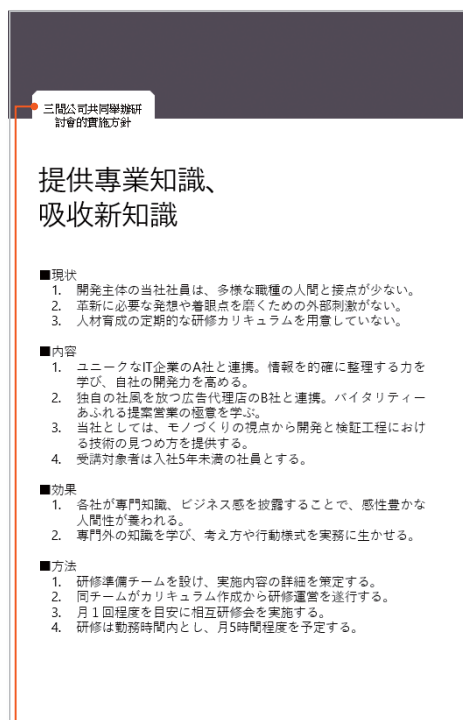 三間公司共同舉辦研
討會的實施方針
提供專業知識、
吸收新知識
■現状
1. 開発主体の当社社員は、多様な職種の人間と接点が少ない。
2. 革新に必要な発想や着眼点を磨くための外部刺激がない。
3. 人材育成の定期的な研修カリキュラムを用意していない。
■内容
1. ユニークなIT企業のA社と連携。情報を的確に整理する力を
学び、自社の開発力を高める。
2. 独自の社風を放つ広告代理店のB社と連携。バイタリティー
あふれる提案営業の極意を学ぶ。
3. 当社としては、モノづくりの視点から開発と検証工程におけ
る技術の見つめ方を提供する。
4. 受講対象者は入社5年未満の社員とする。
■効果
1. 各社が専門知識、ビジネス感を披露することで、感性豊かな
人間性が養われる。
2. 専門外の知識を学び、考え方や行動様式を実務に生かせる。
■方法
1. 研修準備チームを設け、実施内容の詳細を策定する。
2. 同チームがカリキュラム作成から研修運営を遂行する。
3. 月１回程度を目安に相互研修会を実施する。
4. 研修は勤務時間内とし、月5時間程度を予定する。